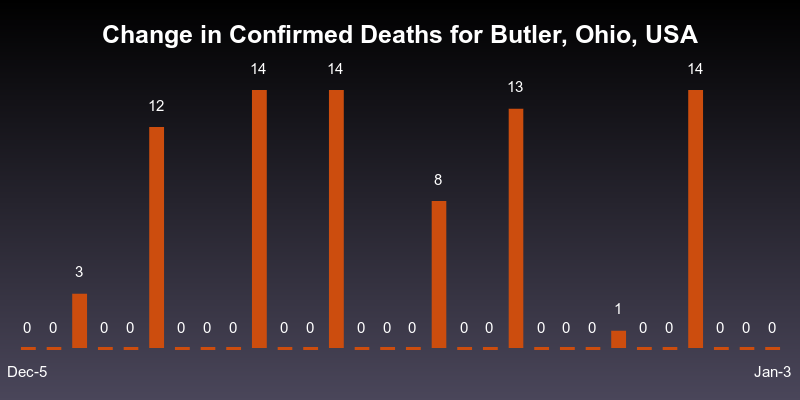 Change in Confirmed Deaths for Butler, Ohio, USA
0 0 3 0 0 12 0 0 0 14 0 0 14 0 0 0 8 0 0 13 0 0 0 1 0 0 14 0 0 0
Dec-5 Jan-3